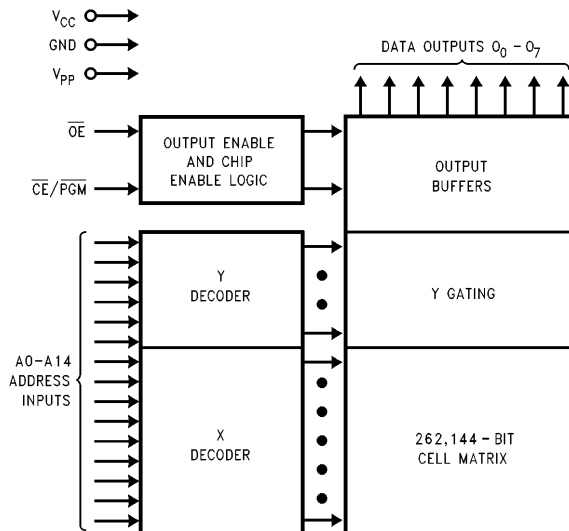 VCC
GND
VPP
DATA OUTPUTS O0 - O7
OE
CE/PGM
OUTPUT ENABLE
AND CHIP
ENABLE LOGIC
OUTPUT
BUFFERS
Y
DECODER
Y GATING
A0-A14
ADDRESS
INPUTS
X
DECODER
262,144-BIT
CELL MATRIX